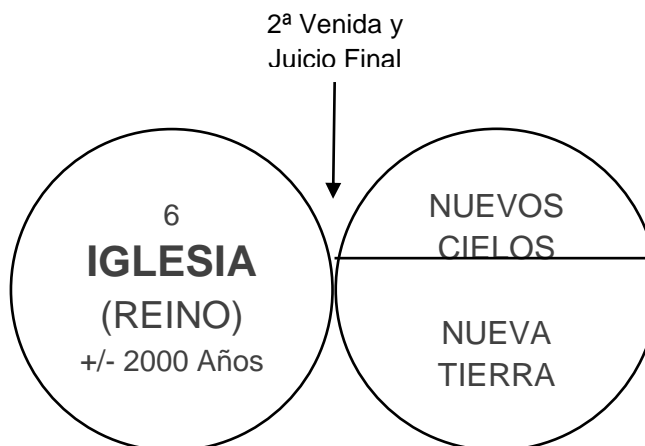 2ª Venida y
Juicio Final
6
IGLESIA
(REINO)
+/- 2000 Años
NUEVOS
CIELOS
NUEVA
TIERRA